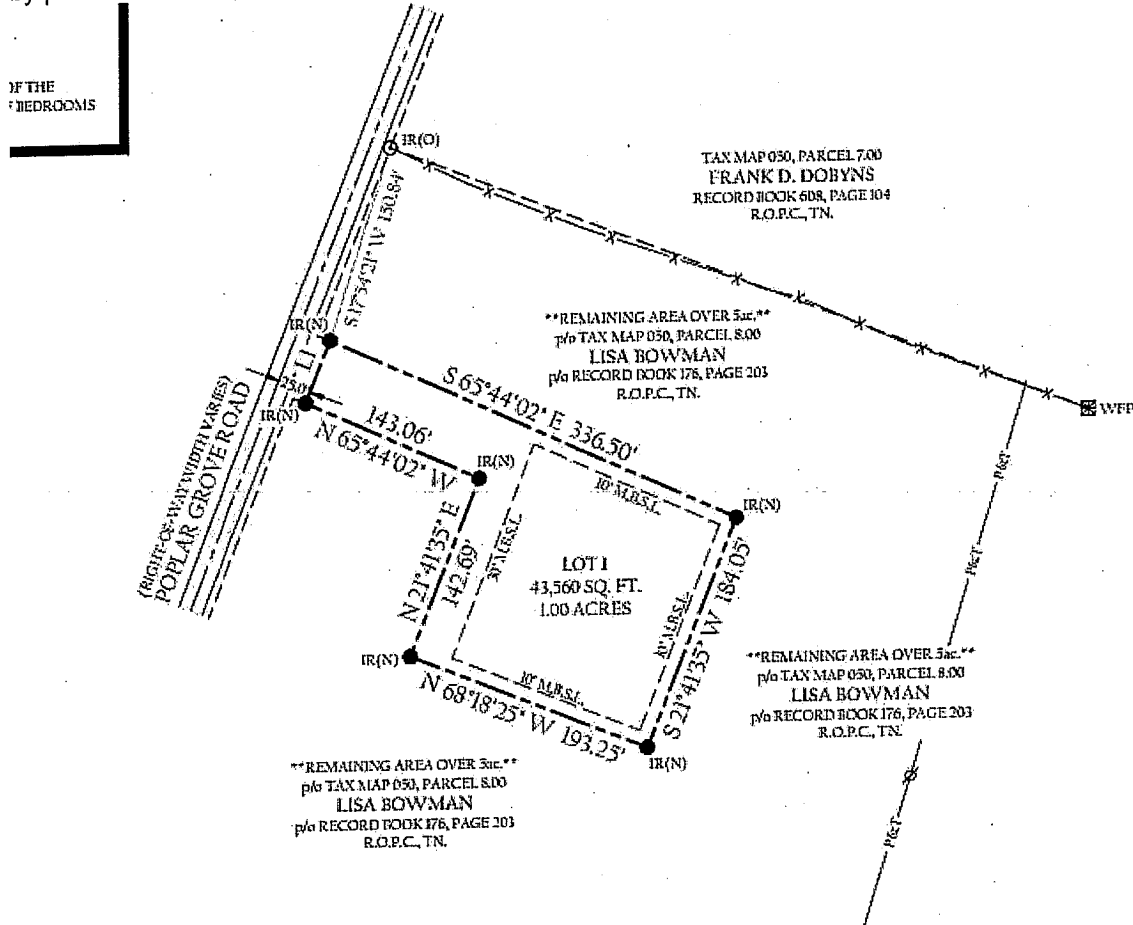 OF THE
BEDROOMS
IR(O)
TAX MAP 050, PARCEL 7.00
FRANK D. DOBYNS
RECORD BOOK 608, PAGE 104
R.O.P.C., TN.
S 17°54'21" W 150.84'
IR(N)
L1
25.0'
IR(N)
(RIGHT-OF-WAY WIDTH VARIES)
POPLAR GROVE ROAD
**REMAINING AREA OVER 5ac.**
p/o TAX MAP 050, PARCEL 8.00
LISA BOWMAN
p/o RECORD BOOK 176, PAGE 203
R.O.P.C., TN.
WFP
S 65°44'02" E 336.50'
143.06'
N 65°44'02" W
IR(N)
10' M.B.S.L.
IR(N)
30' M.B.S.L.
N 21°41'35" E
142.69'
LOT 1
43,560 SQ. FT.
1.00 ACRES
10' M.B.S.L.
S 21°41'35" W 184.05'
IR(N)
10' M.B.S.L.
N 68°18'25" W 193.25'
IR(N)
**REMAINING AREA OVER 5ac.**
p/o TAX MAP 050, PARCEL 8.00
LISA BOWMAN
p/o RECORD BOOK 176, PAGE 203
R.O.P.C., TN.
**REMAINING AREA OVER 5ac.**
p/o TAX MAP 050, PARCEL 8.00
LISA BOWMAN
p/o RECORD BOOK 176, PAGE 203
R.O.P.C., TN.
P&T
P&T
P&T